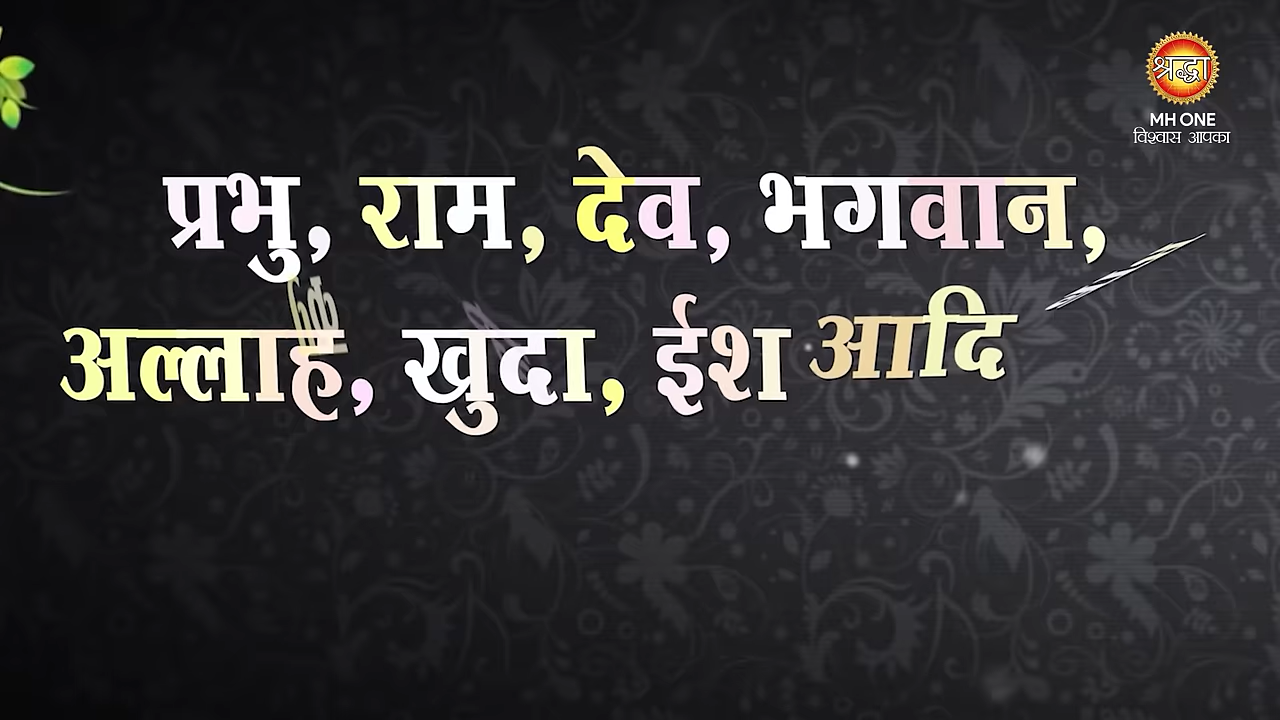 श्रद्धा
MH ONE
विश्वास आपका
प्रभु, राम, देव, भगवान,
अल्लाह, खुदा, ईश आदि